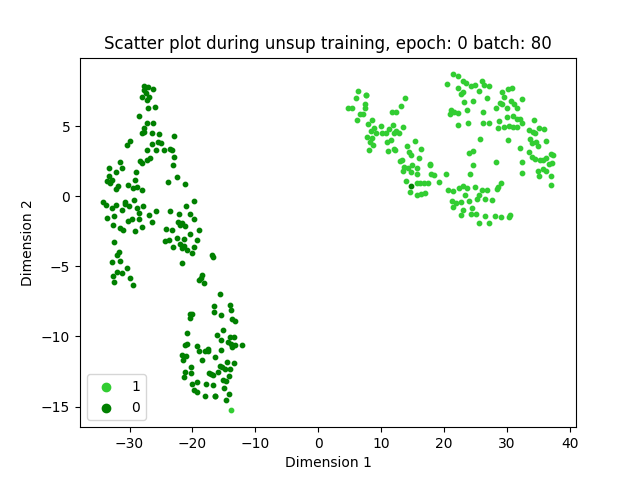 Scatter plot during unsup training, epoch: 0 batch: 80
Dimension 2
5
0
−5
−10
−15
1
0
−30 −20 −10 0 10 20 30 40
Dimension 1